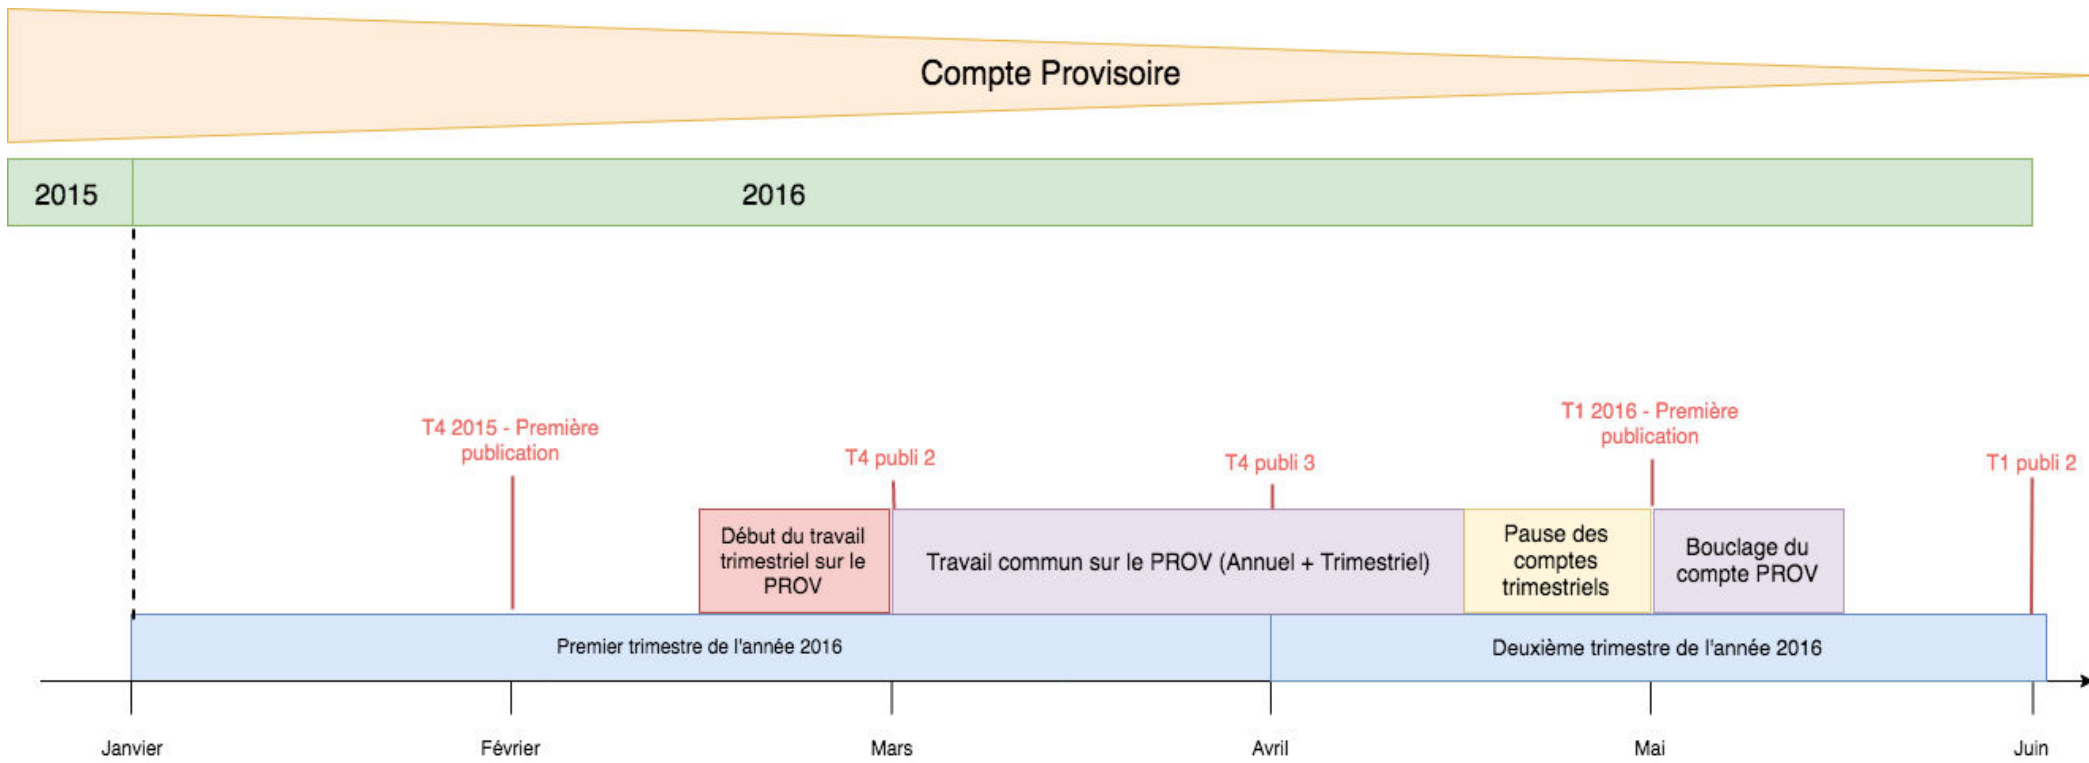 Compte Provisoire
2015
2016
T4 2015 - Première
publication
T4 publi 2
T4 publi 3
T1 2016 - Première
publication
T1 publi 2
Début du travail
trimestriel sur le
PROV
Travail commun sur le PROV (Annuel + Trimestriel)
Pause des
comptes
trimestriels
Bouclage du
compte PROV
Premier trimestre de l'année 2016
Deuxième trimestre de l'année 2016
Janvier
Février
Mars
Avril
Mai
Juin